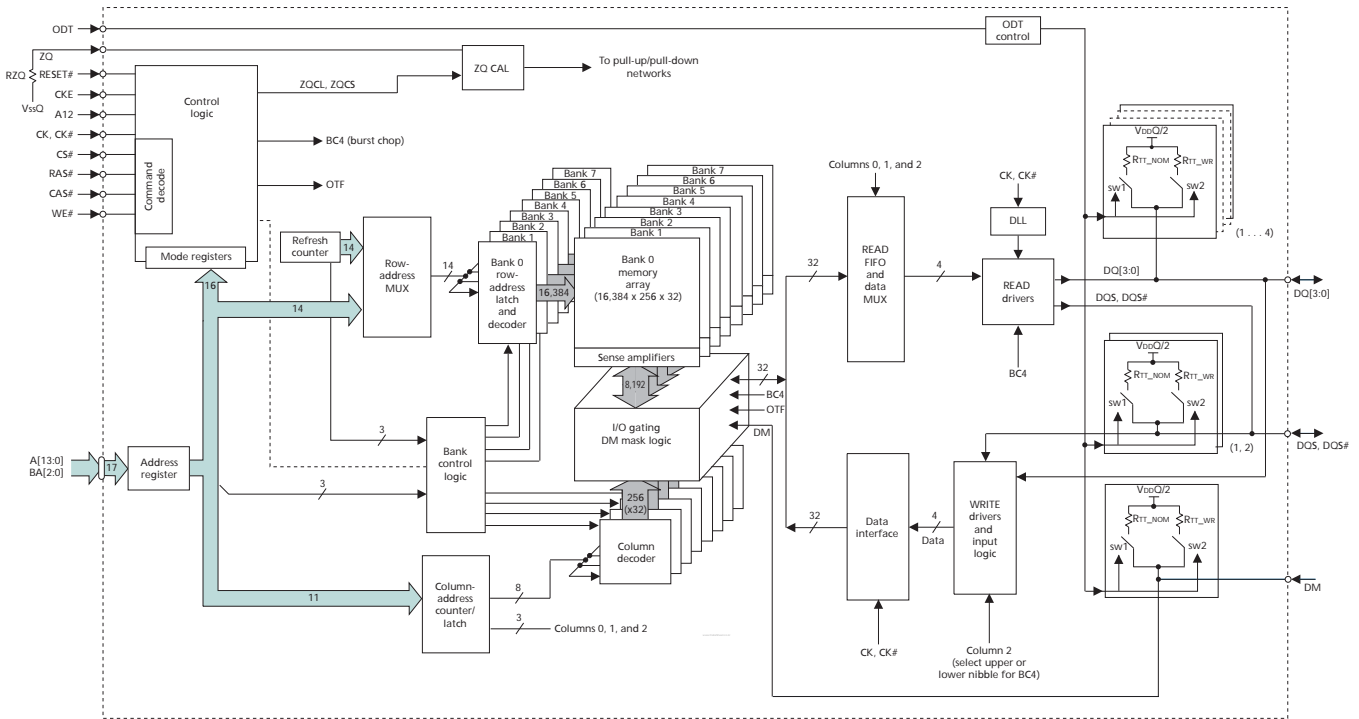 ODT
ODT
control
ZQ
RZQ
RESET#
ZQ CAL
To pull-up/pull-down
networks
ZQCL, ZQCS
CKE
VSSQ
A12
Control
logic
CK, CK#
BC4 (burst chop)
CS#
RAS#
CAS#
WE#
Command
decode
OTF
Mode registers
Refresh
counter
14
16
14
Row-
address
MUX
14
Bank 7
Bank 6
Bank 5
Bank 4
Bank 3
Bank 2
Bank 1
Bank 0
row-
address
latch
and
decoder
16,384
Bank 7
Bank 6
Bank 5
Bank 4
Bank 3
Bank 2
Bank 1
Bank 0
memory
array
(16,384 x 256 x 32)
Sense amplifiers
8,192
32
BC4
OTF
DM
I/O gating
DM mask logic
256
(x32)
Column
decoder
3
Bank
control
logic
3
A[13:0]
BA[2:0]
17
Address
register
11
Column-
address
counter/
latch
8
3
Columns 0, 1, and 2
Columns 0, 1, and 2
32
READ
FIFO
and
data
MUX
4
CK, CK#
DLL
READ
drivers
BC4
DQ[3:0]
DQS, DQS#
VDDQ/2
RTT_NOM
RTT_WR
sw1
sw2
(1 . . . 4)
DQ[3:0]
VDDQ/2
RTT_NOM
RTT_WR
sw1
sw2
(1, 2)
DQS, DQS#
VDDQ/2
RTT_NOM
RTT_WR
sw1
sw2
DM
32
Data
interface
4
Data
WRITE
drivers
and
input
logic
CK, CK#
Column 2
(select upper or
lower nibble for BC4)